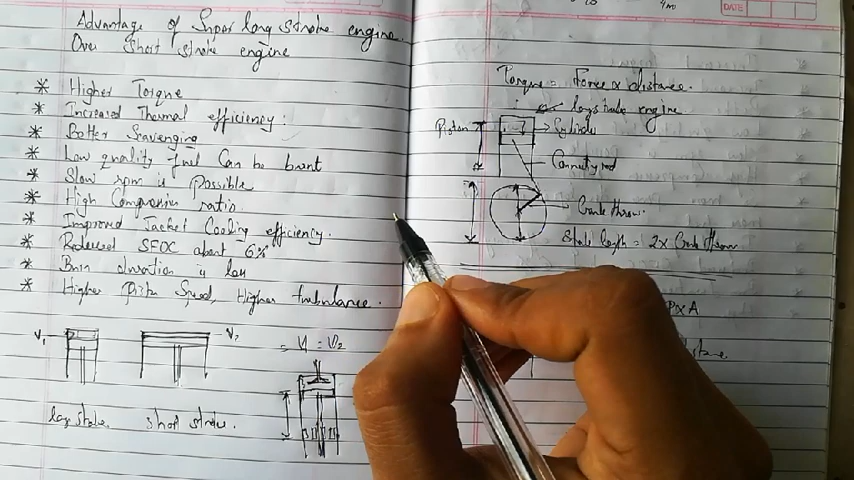 Advantage of Super long stroke engine
Over Short stroke engine
* Higher Torque
* Increased Thermal efficiency:
* Better Scavenging
* Low quality fuel Can be burnt
* Slow rpm is possible
* High Compression ratio.
* Improved Jacket Cooling efficiency.
* Reduced SFOC about 6%
* Burn duration is low
* Higher Piston Speed, Higher turbulance.
V₁
V₂
= V₁ = V₂
long stroke.
short stroke.
DATE
Torque = Force x distance.
long stroke engine
Piston
Cylinder
Connecting rod
Crank throw.
Stroke length = 2 x Crank throw
P x A